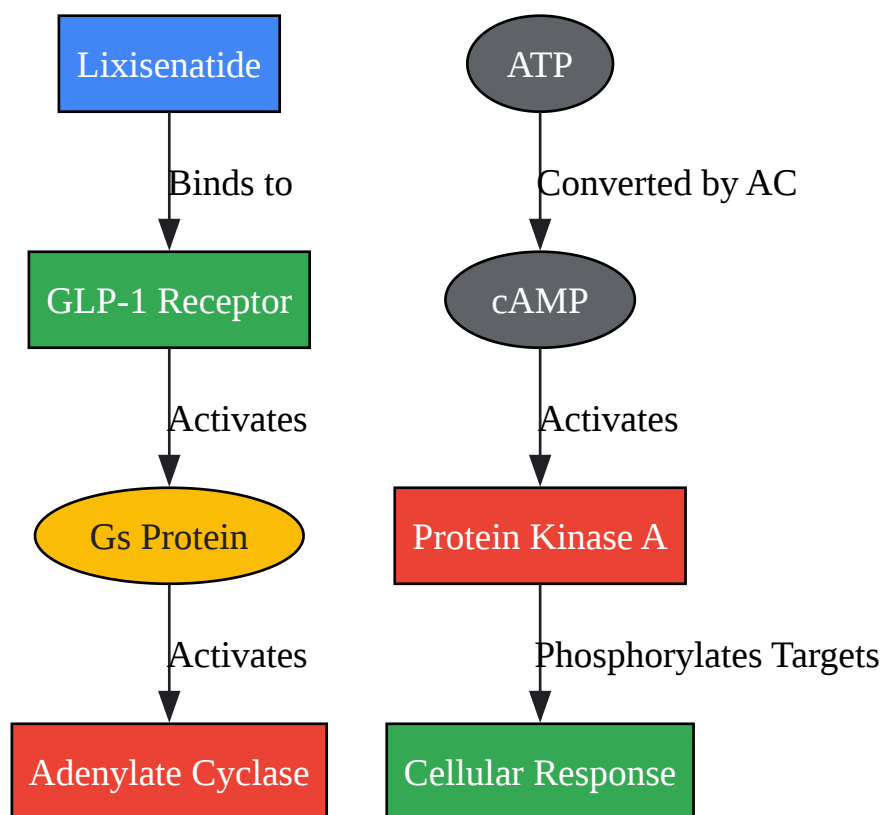 Lixisenatide
Binds to
GLP-1 Receptor
Activates
Gs Protein
Activates
Adenylate Cyclase
ATP
Converted by AC
cAMP
Activates
Protein Kinase A
Phosphorylates Targets
Cellular Response